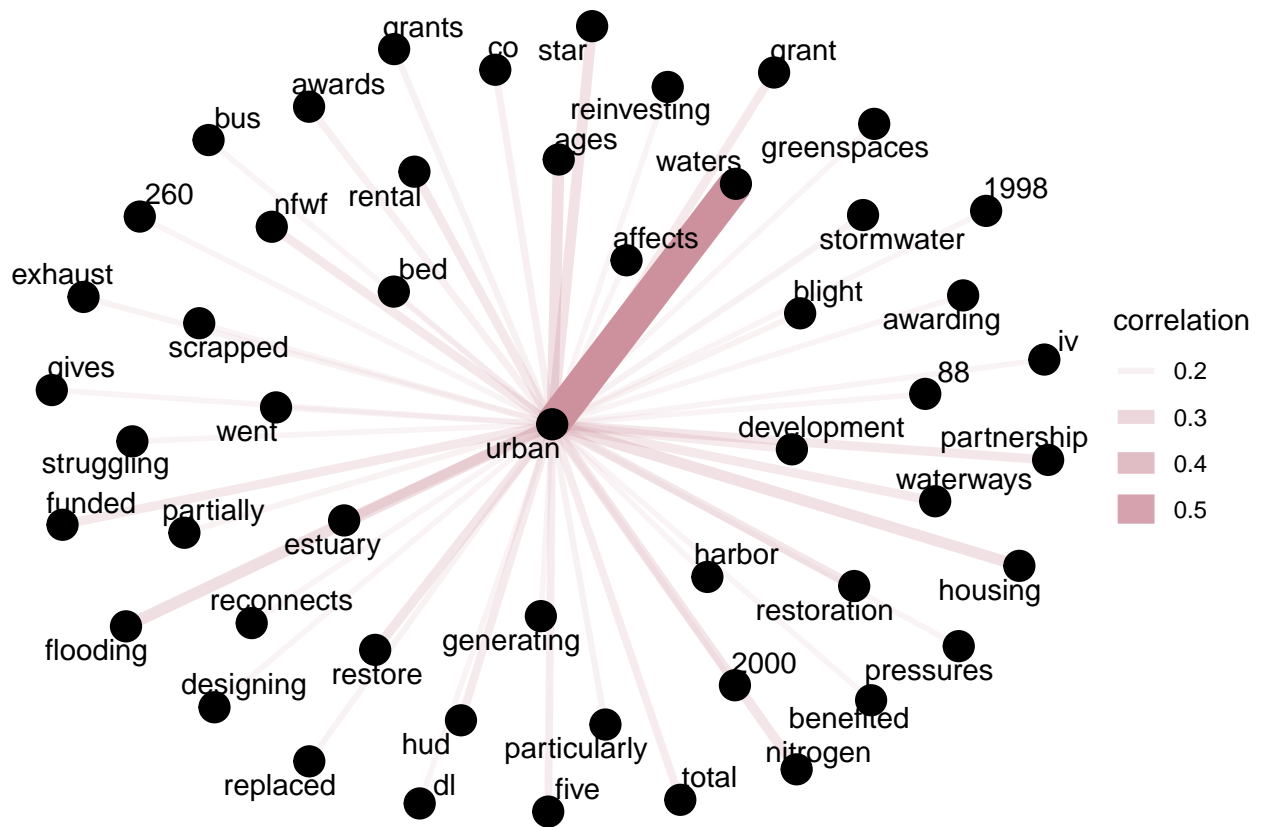 grants
co
star
grant
awards
reinvesting
bus
ages
waters
greenspaces
260
nfwf
rental
1998
affects
stormwater
exhaust
bed
blight
awarding
correlation
scrapped
iv
gives
88
0.2
went
urban
development
partnership
0.3
struggling
waterways
0.4
funded
partially
estuary
0.5
harbor
housing
reconnects
restoration
flooding
generating
restore
2000
pressures
designing
benefited
hud
particularly
nitrogen
replaced
dl
five
total